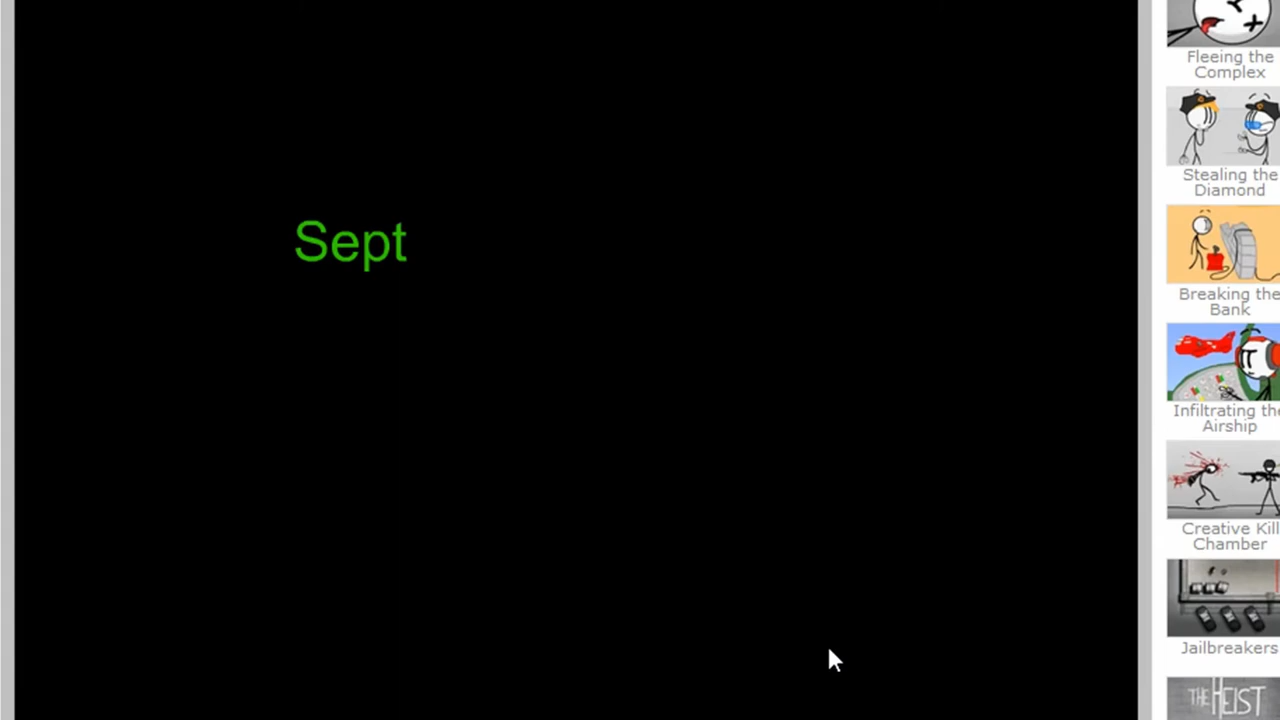 Sept
Fleeing the
Complex
Stealing the
Diamond
Breaking the
Bank
Infiltrating the
Airship
Creative Kill
Chamber
Jailbreakers
THE HEIST